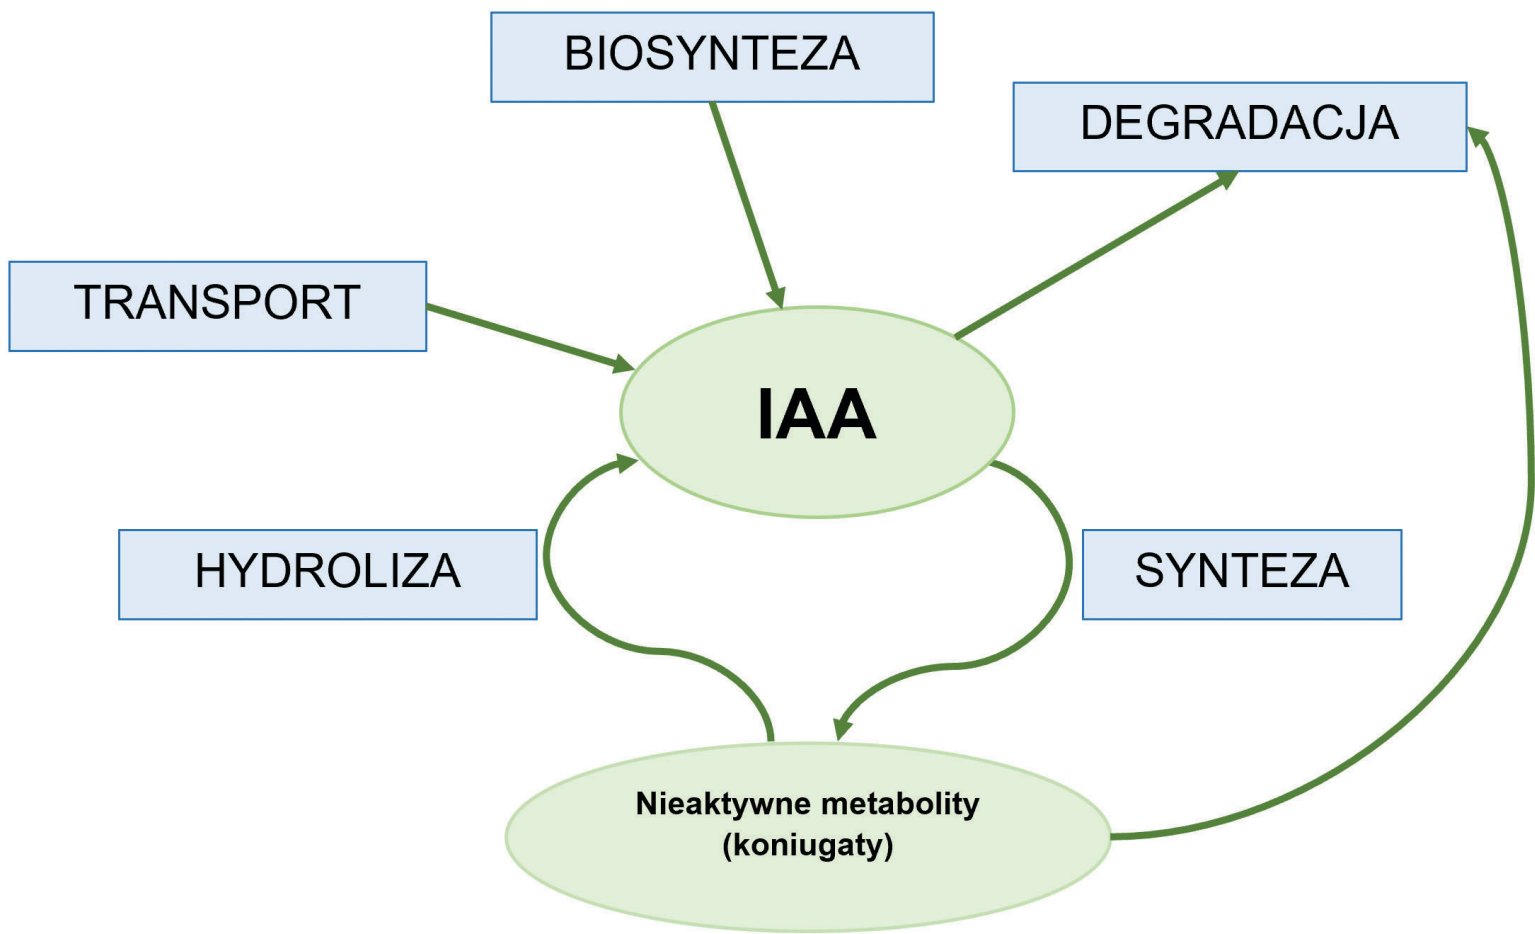 BIOSYNTEZA
DEGRADACJA
TRANSPORT
IAA
HYDROLIZA
SYNTEZA
Nieaktywne metabolity
(koniugaty)